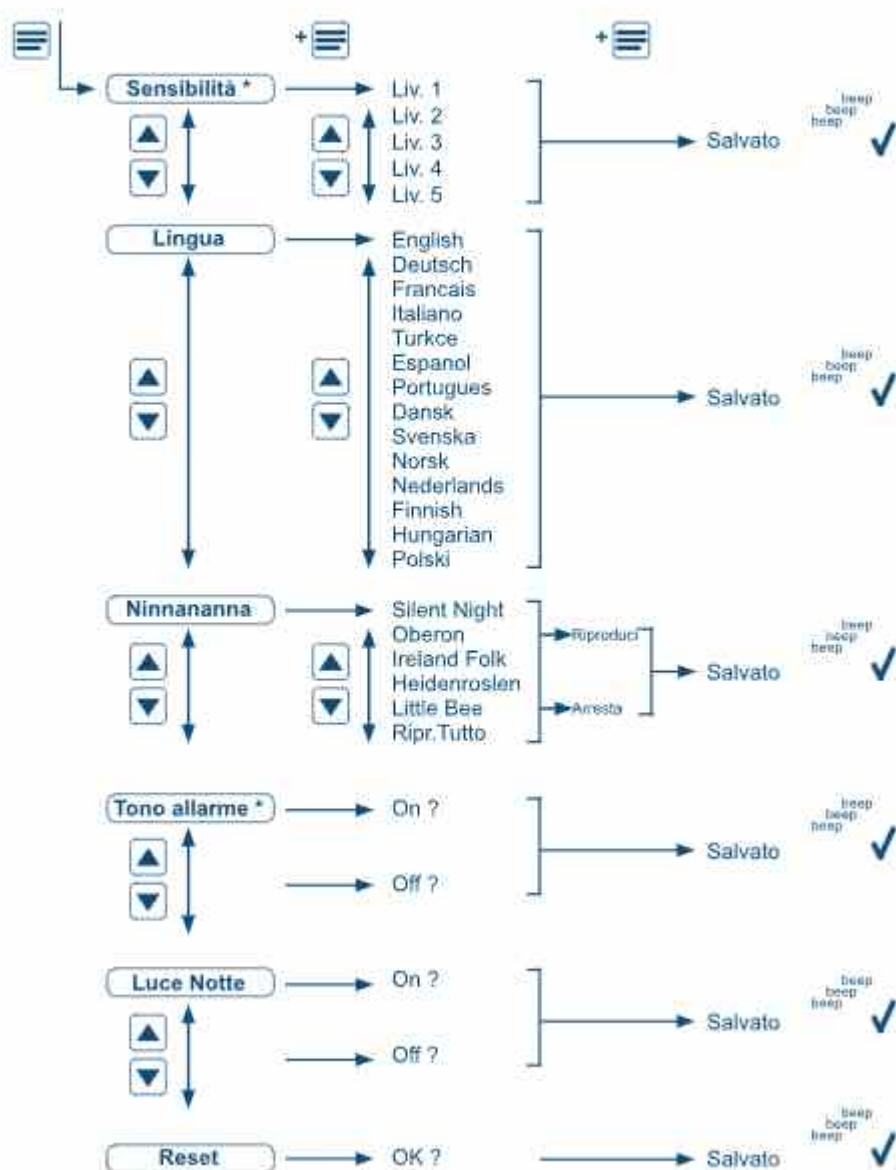 +
+
Sensibilità *
Liv. 1
Liv. 2
Liv. 3
Liv. 4
Liv. 5
Salvato
beep
beep
beep
Lingua
English
Deutsch
Francais
Italiano
Turkce
Espanol
Portugues
Dansk
Svenska
Norsk
Nederlands
Finnish
Hungarian
Polski
Salvato
beep
beep
beep
Ninnananna
Silent Night
Oberon
Ireland Folk
Heidenroslen
Little Bee
Ripr.Tutto
Riproduci
Arresta
Salvato
beep
beep
beep
Tono allarme *
On ?
Off ?
Salvato
beep
beep
beep
Luce Notte
On ?
Off ?
Salvato
beep
beep
beep
Reset
OK ?
Salvato
beep
beep
beep